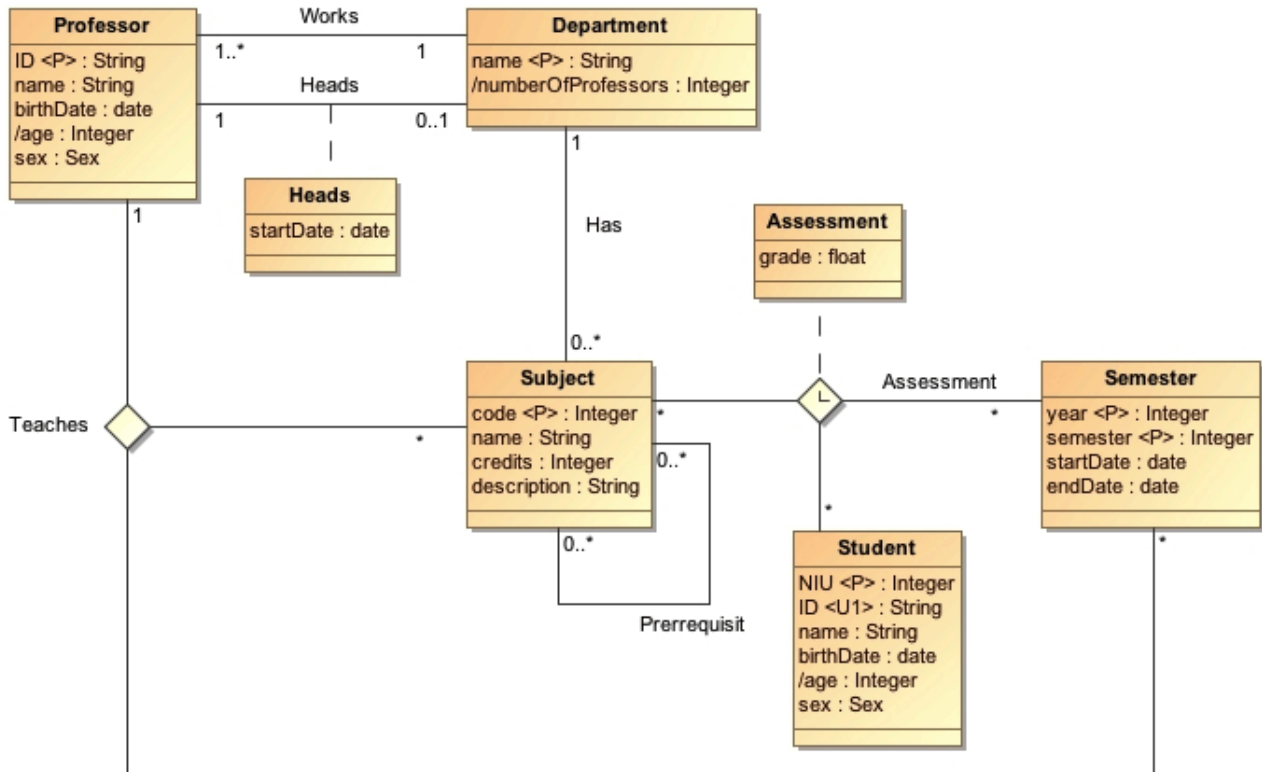 Professor
ID <P> : String
name : String
birthDate : date
/age : Integer
sex : Sex
Works
1..*
1
Heads
1
0..1
Department
name <P> : String
/numberOfProfessors : Integer
Heads
startDate : date
1
1
Has
0..*
Assessment
grade : float
Teaches
*
Subject
code <P> : Integer
name : String
credits : Integer
description : String
*
0..*
0..*
Prerrequisit
Assessment
*
*
Semester
year <P> : Integer
semester <P> : Integer
startDate : date
endDate : date
*
Student
NIU <P> : Integer
ID <U1> : String
name : String
birthDate : date
/age : Integer
sex : Sex